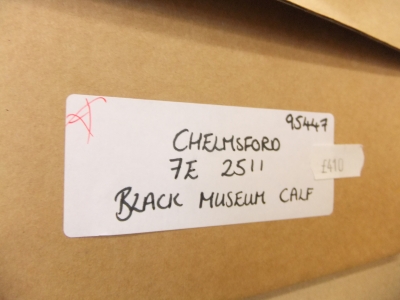 95447
CHELMSFORD
7E 2511
£410
BLACK MUSEUM CALF